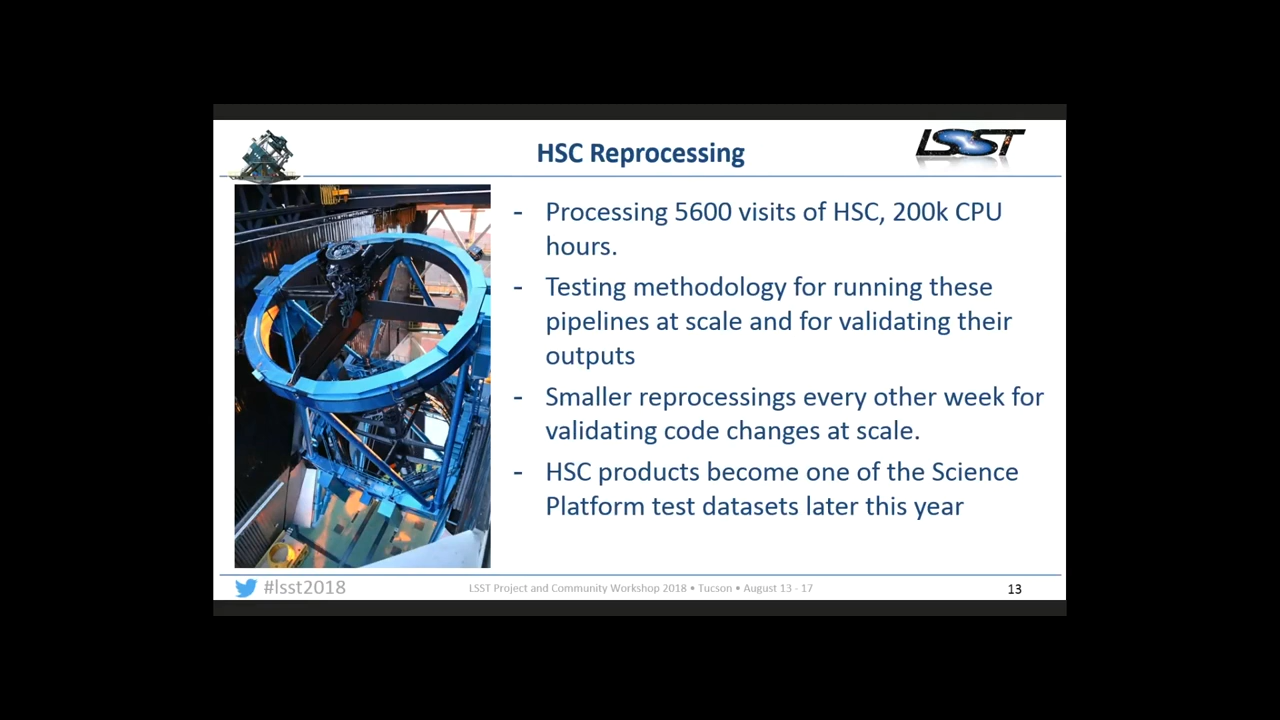 HSC Reprocessing
LSST
- Processing 5600 visits of HSC, 200k CPU
hours.
- Testing methodology for running these
pipelines at scale and for validating their
outputs
- Smaller reprocessings every other week for
validating code changes at scale.
- HSC products become one of the Science
Platform test datasets later this year
#lsst2018
LSST Project and Community Workshop 2018 • Tucson • August 13 - 17
13